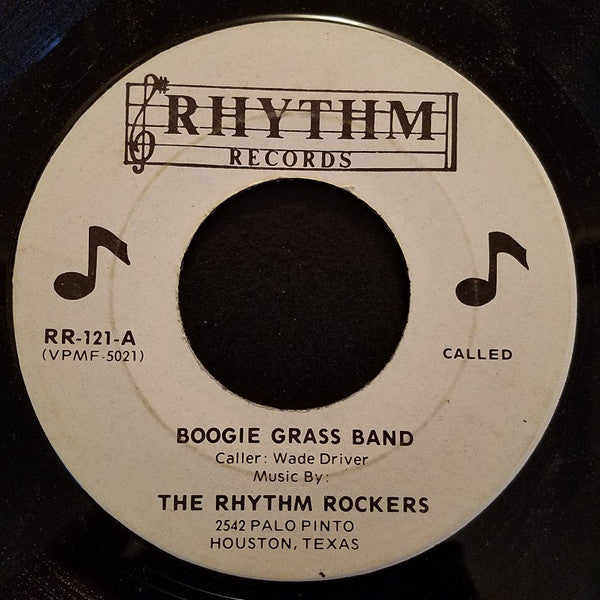 RHYTHM
RECORDS
RR-121-A
(VPMF-5021)
CALLED
BOOGIE GRASS BAND
Caller: Wade Driver
Music By:
THE RHYTHM ROCKERS
2542 PALO PINTO
HOUSTON, TEXAS